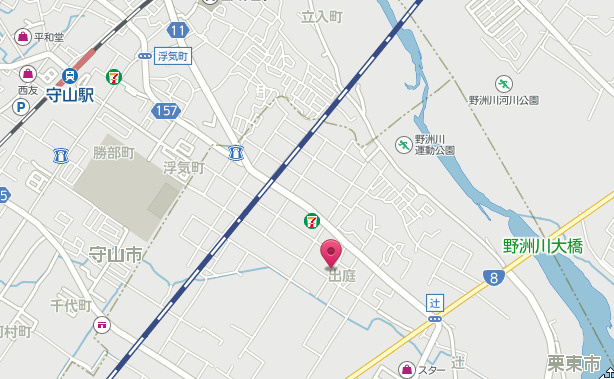 立入町
11
平和堂
浮気町
西友
7
守山駅
P
157
野洲川河川公園
野洲川
運動公園
勝部町
浮気町
守山市
7
野洲川大橋
出庭
8
千代町
辻
辻
スター
栗東市